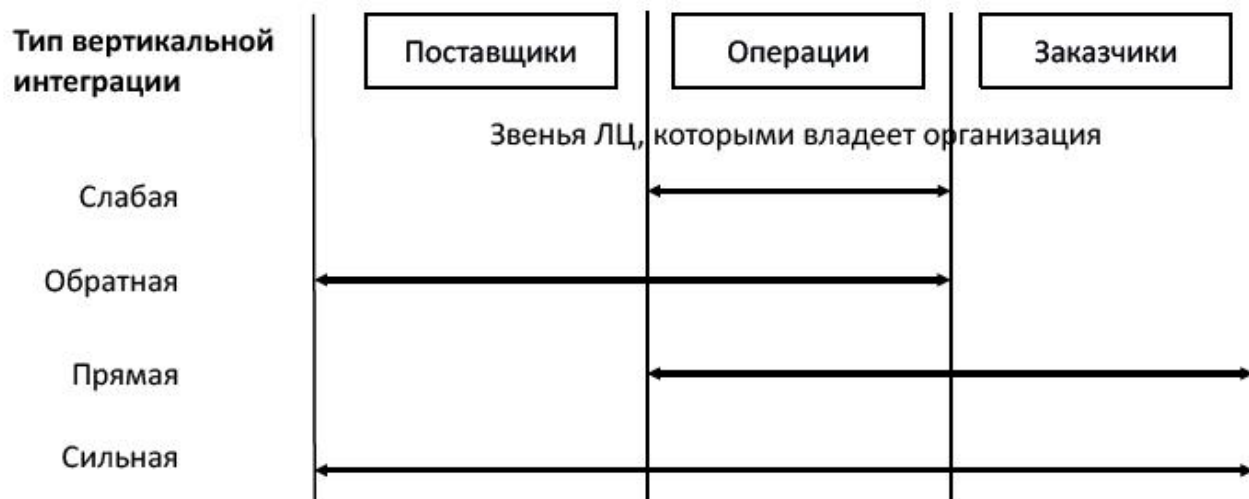 Тип вертикальной
интеграции
Поставщики
Операции
Заказчики
Звенья ЛЦ, которыми владеет организация
Слабая
Обратная
Прямая
Сильная